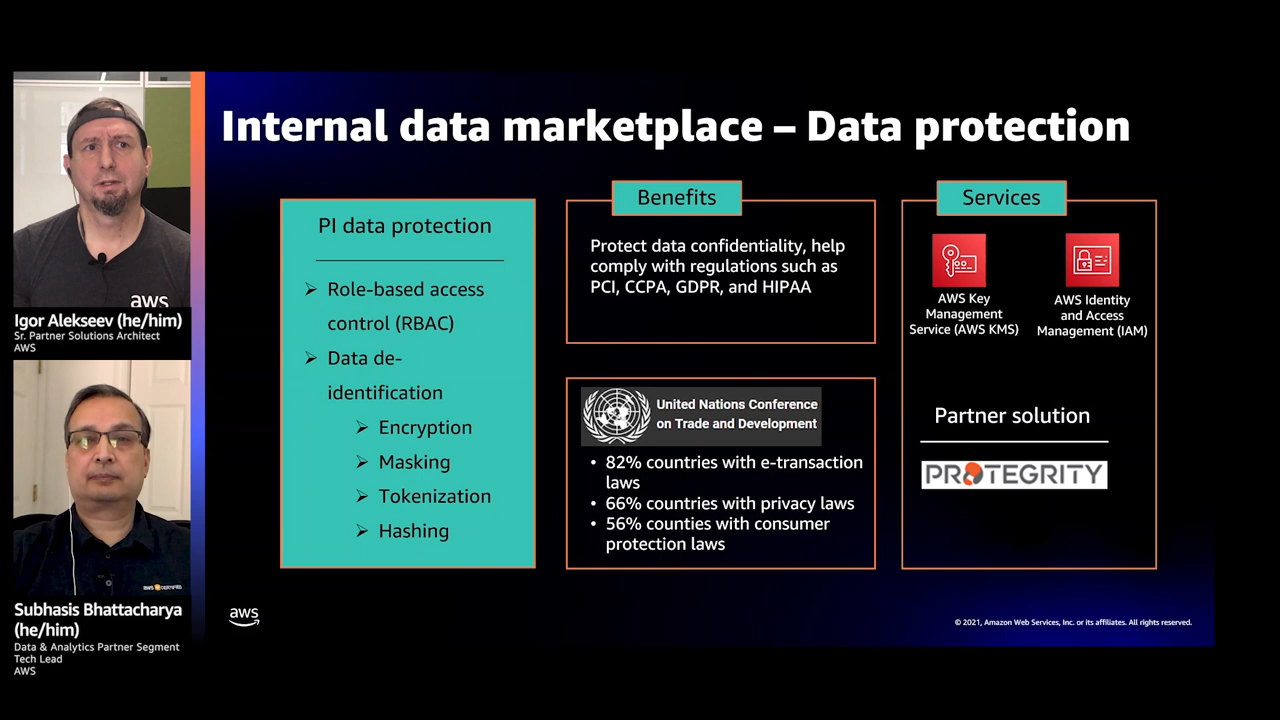 Internal data marketplace – Data protection
PI data protection
Role-based access
control (RBAC)
Data de-
identification
Encryption
Masking
Tokenization
Hashing
Benefits
Protect data confidentiality, help
comply with regulations such as
PCI, CCPA, GDPR, and HIPAA
United Nations Conference
on Trade and Development
• 82% countries with e-transaction
laws
• 66% countries with privacy laws
• 56% counties with consumer
protection laws
Services
AWS Key
Management
Service (AWS KMS)
AWS Identity
and Access
Management (IAM)
Partner solution
PROTEGRITY
aws
© 2021, Amazon Web Services, Inc. or its affiliates. All rights reserved.
aws
Igor Alekseev (he/him)
Sr. Partner Solutions Architect
AWS
Subhasis Bhattacharya
(he/him)
Data & Analytics Partner Segment
Tech Lead
AWS